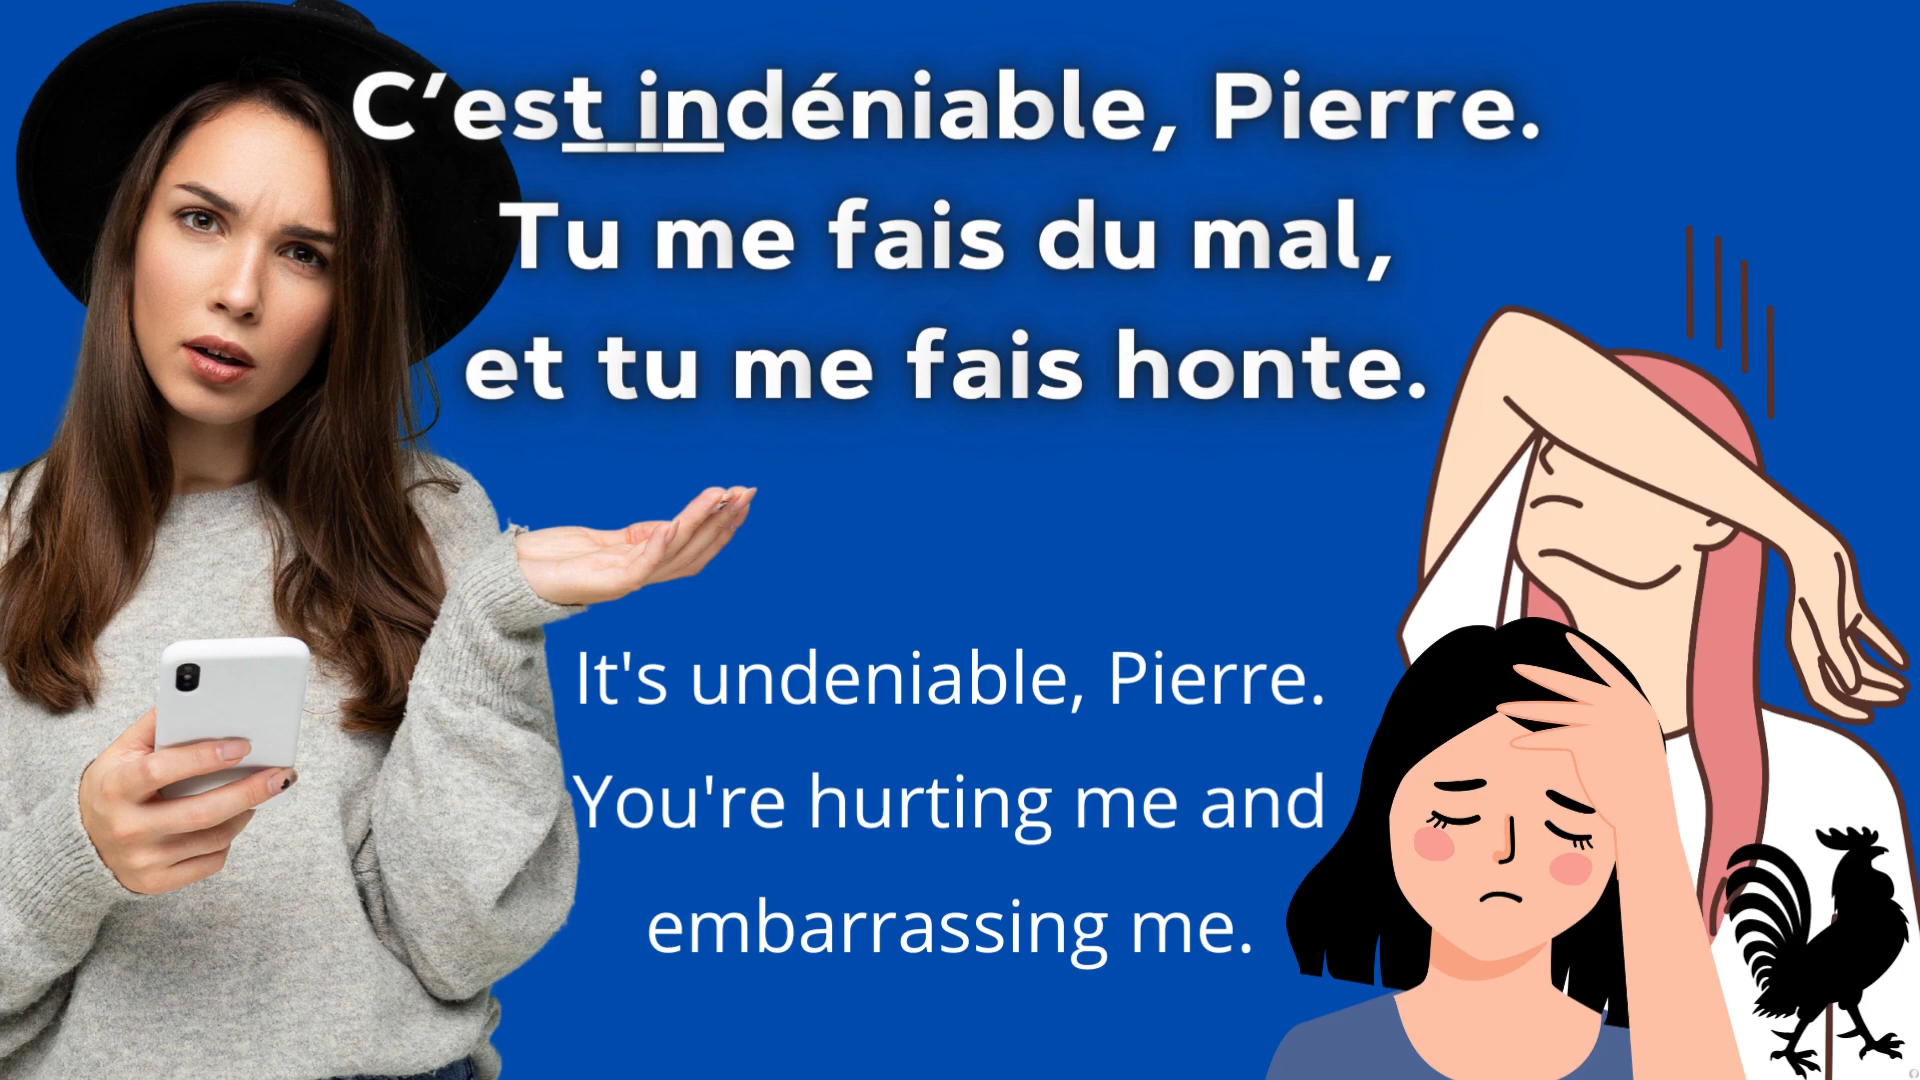 C’est indéniable, Pierre.
Tu me fais du mal,
et tu me fais honte.
It's undeniable, Pierre.
You're hurting me and
embarrassing me.